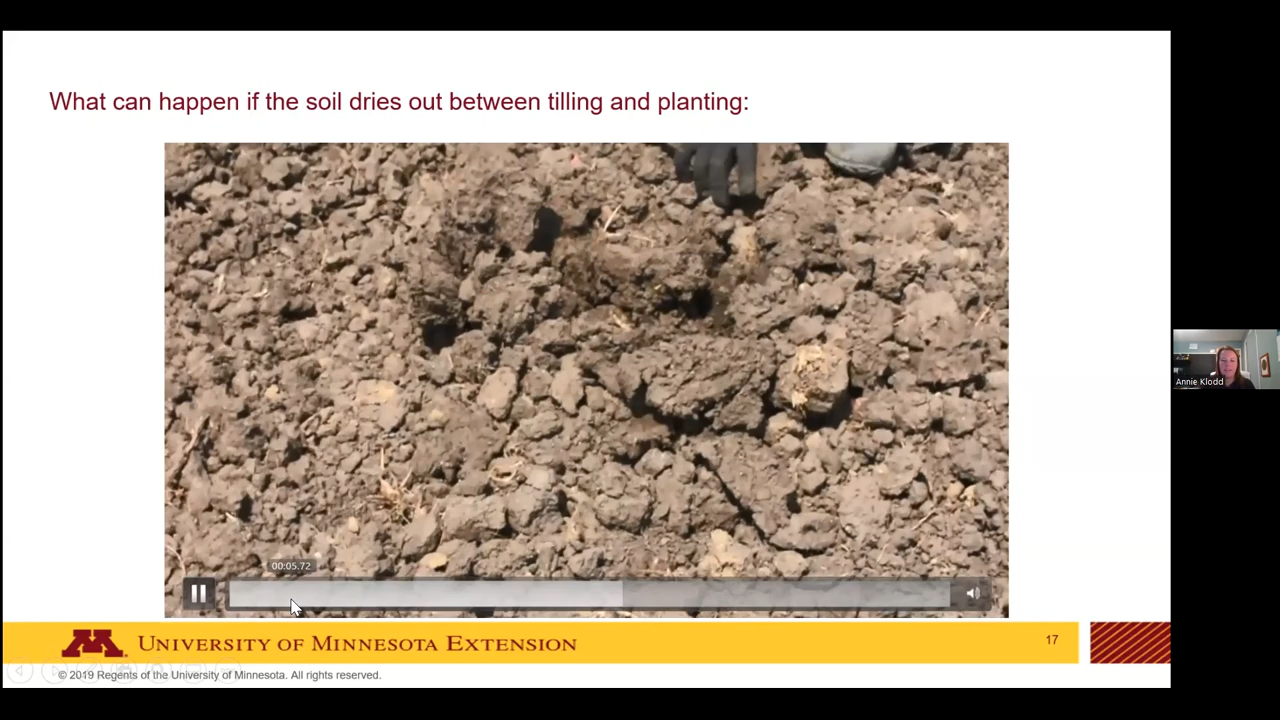 What can happen if the soil dries out between tilling and planting:
00:05.72
Annie Klodd
M
UNIVERSITY OF MINNESOTA EXTENSION
17
© 2019 Regents of the University of Minnesota. All rights reserved.